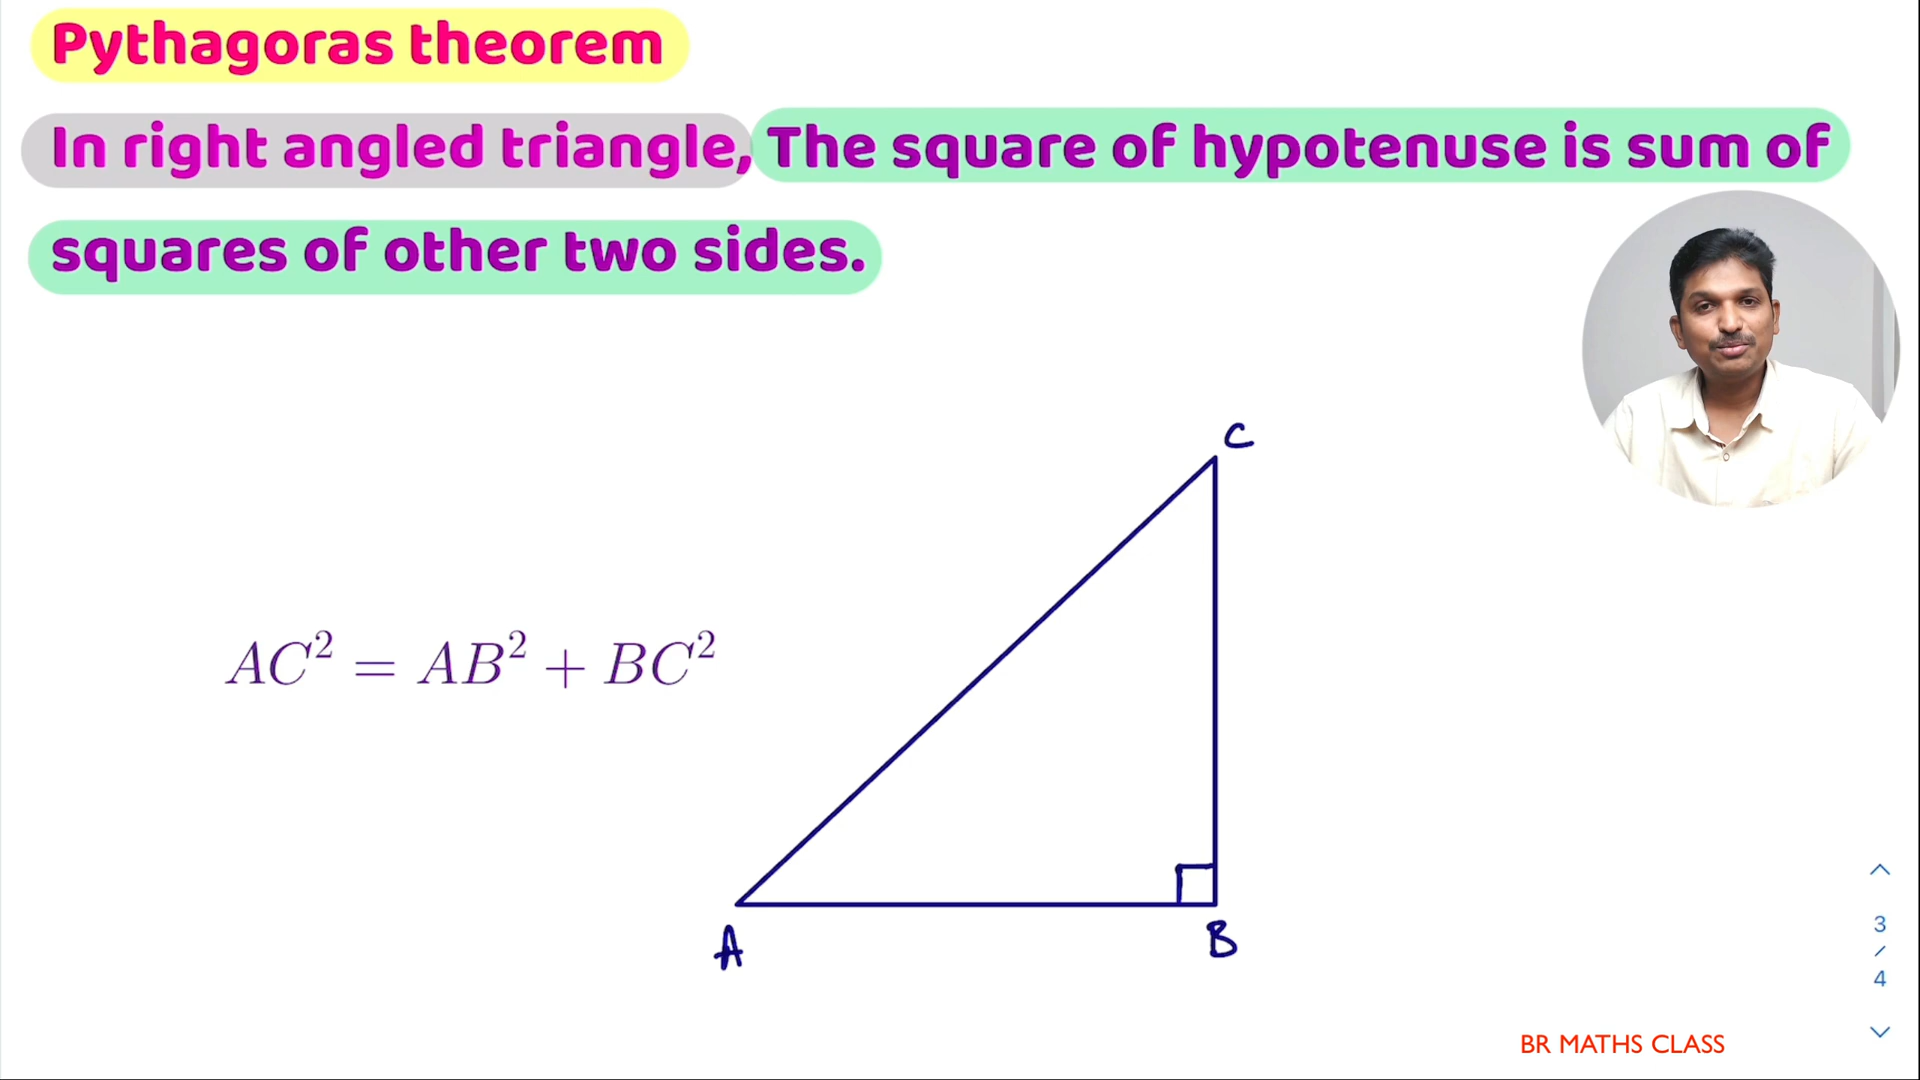 Pythagoras theorem
In right angled triangle, The square of hypotenuse is sum of
squares of other two sides.
C
AC² = AB² + BC²
A
B
3
/
4
BR MATHS CLASS